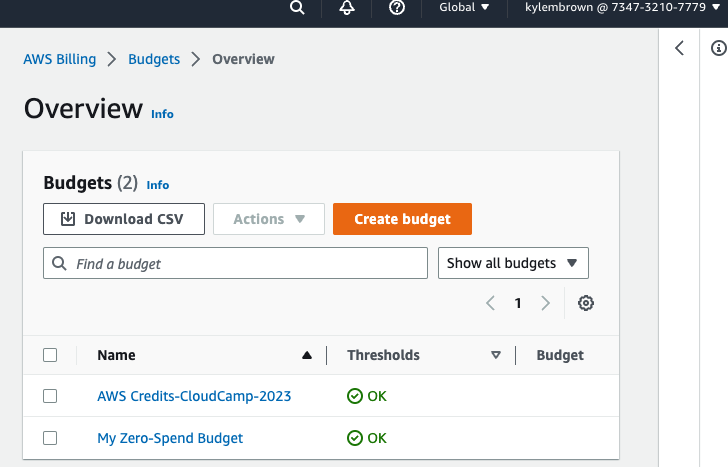 Global kylembrown @ 7347-3210-7779
AWS Billing Budgets Overview
Overview Info
Budgets (2) Info
Download CSV Actions Create budget
Find a budget Show all budgets
1
Name Thresholds Budget
AWS Credits-CloudCamp-2023 OK
My Zero-Spend Budget OK